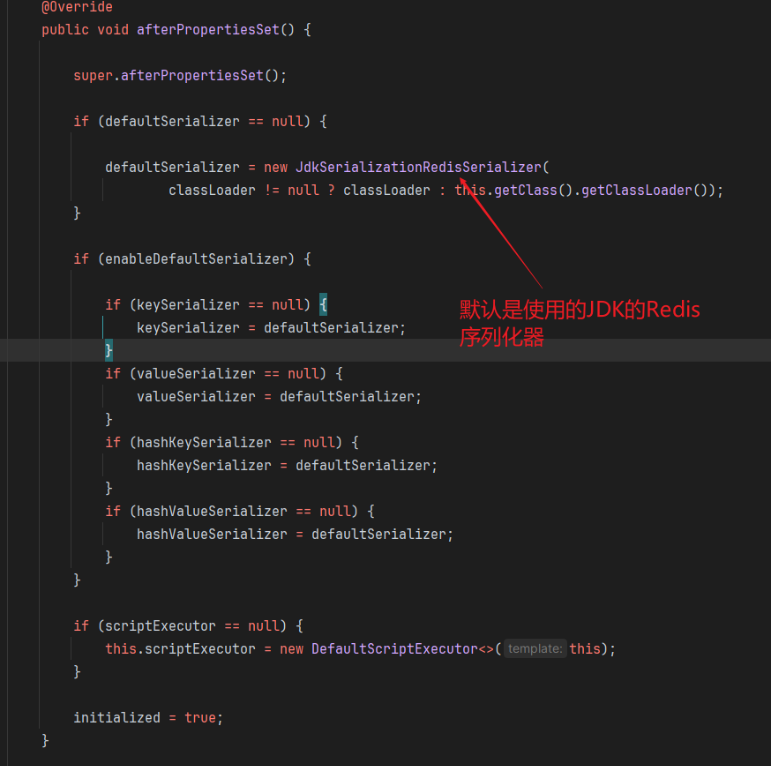 @Override
public void afterPropertiesSet() {
super.afterPropertiesSet();
if (defaultSerializer == null) {
defaultSerializer = new JdkSerializationRedisSerializer(
classLoader != null ? classLoader : this.getClass().getClassLoader());
}
if (enableDefaultSerializer) {
if (keySerializer == null) {
keySerializer = defaultSerializer;
}
默认是使用的JDK的Redis
序列化器
if (valueSerializer == null) {
valueSerializer = defaultSerializer;
}
if (hashKeySerializer == null) {
hashKeySerializer = defaultSerializer;
}
if (hashValueSerializer == null) {
hashValueSerializer = defaultSerializer;
}
}
if (scriptExecutor == null) {
this.scriptExecutor = new DefaultScriptExecutor<>( template: this);
}
initialized = true;
}